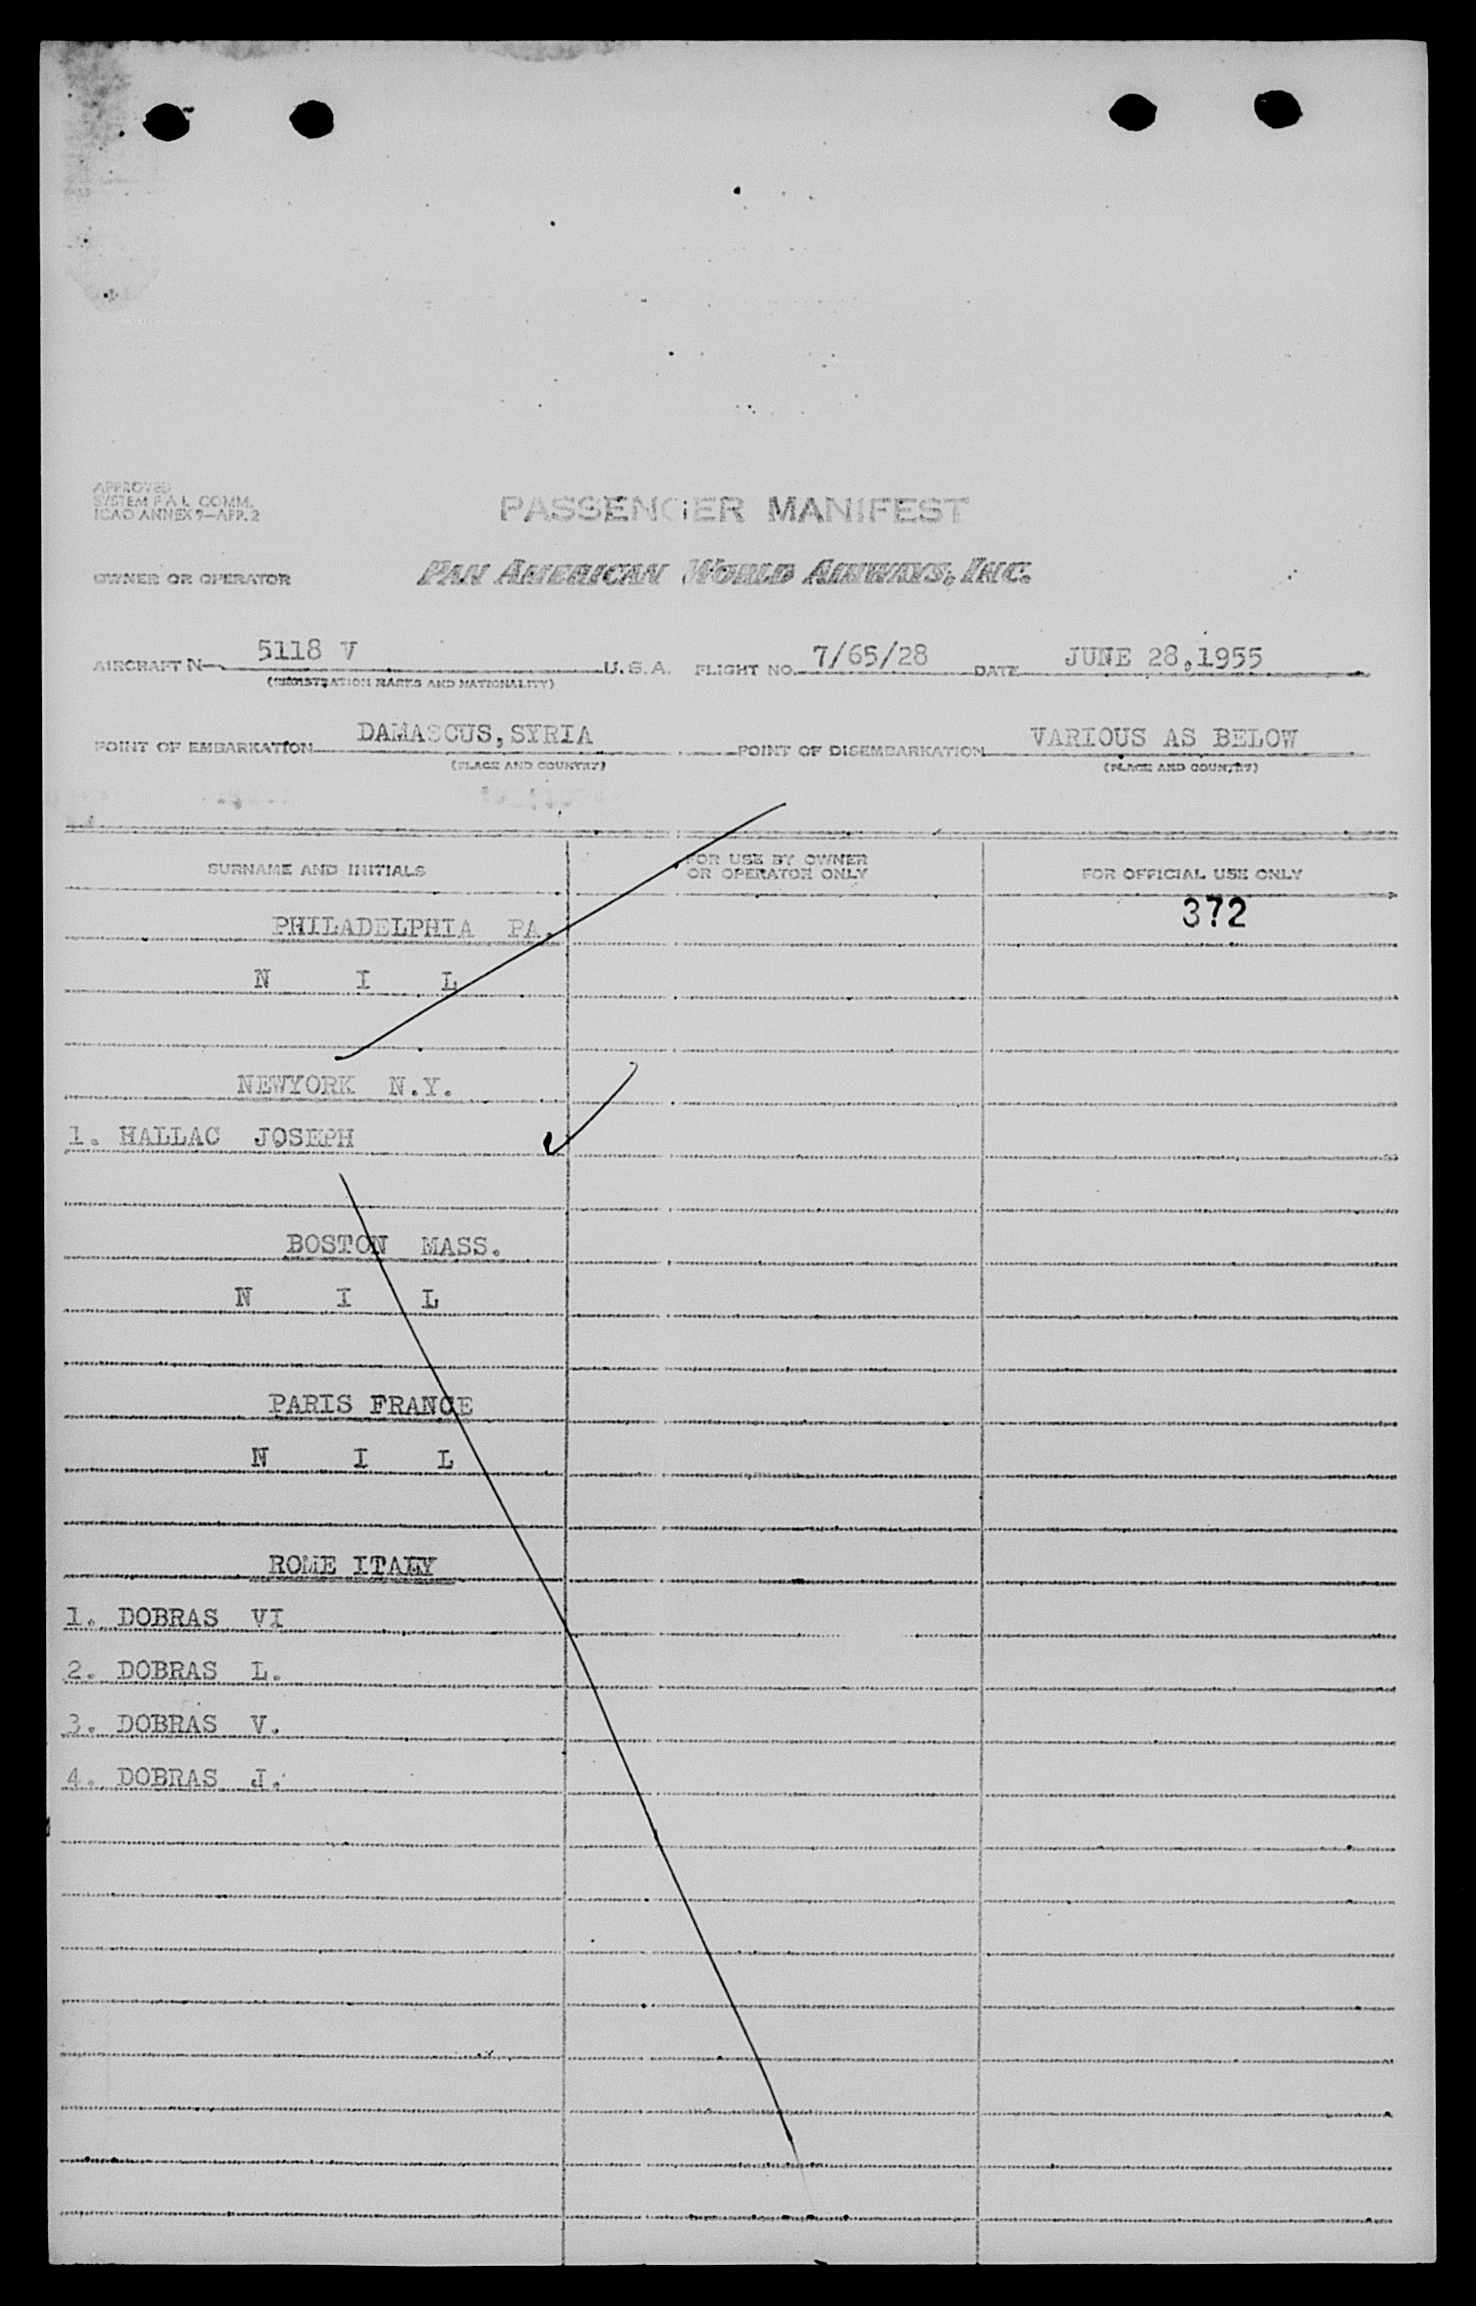 APPROVED
SYSTEM F.A.L. COMM.
ICAO ANNEX 9—APP. 2
PASSENGER MANIFEST
OWNER OR OPERATOR PAN AMERICAN WORLD AIRWAYS, INC.
AIRCRAFT N— 5118 V U.S.A. FLIGHT NO. 7/65/28 DATE JUNE 28,1955
(REGISTRATION MARKS AND NATIONALITY)
POINT OF EMBARKATION DAMASCUS,SYRIA POINT OF DISEMBARKATION VARIOUS AS BELOW
(PLACE AND COUNTRY) (PLACE AND COUNTRY)
SURNAME AND INITIALS FOR USE BY OWNER OR OPERATOR ONLY FOR OFFICIAL USE ONLY
372
PHILADELPHIA PA.
N I L
NEWYORK N.Y.
1. HALLAC JOSEPH
BOSTON MASS.
N I L
PARIS FRANCE
N I L
ROME ITALY
1. DOBRAS VI
2. DOBRAS L.
3. DOBRAS V.
4. DOBRAS J.